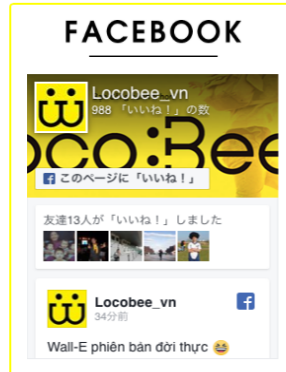 FACEBOOK
Locobee_vn
988 「いいね！」の数
oco:Bee
このページに「いいね！」
友達13人が「いいね！」しました
Locobee_vn
34分前
Wall-E phiên bản đời thực 😆